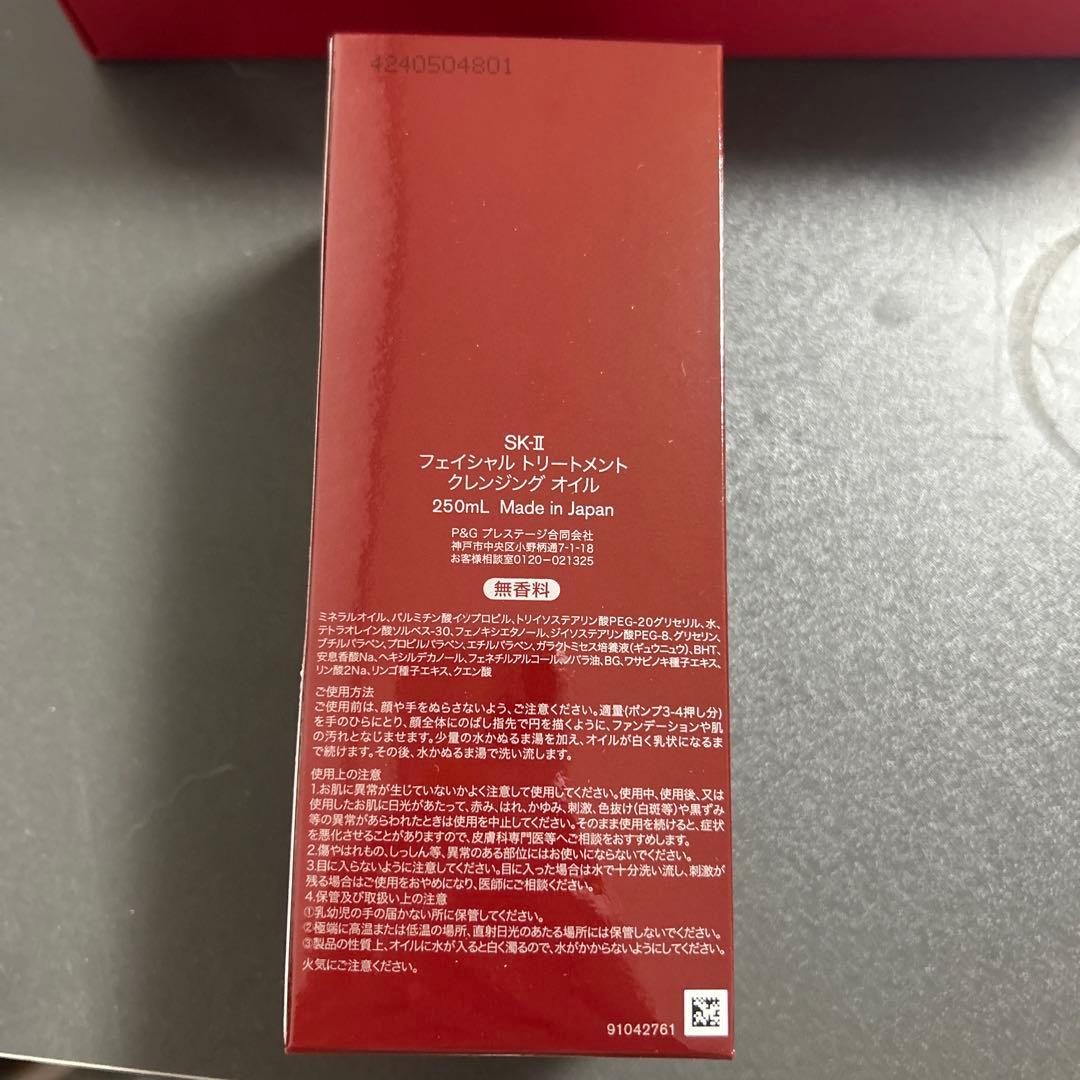 4240504801
SK-II
フェイシャル トリートメント
クレンジング オイル
250mL Made in Japan
P&G プレステージ合同会社
神戸市中央区小野柄通7-1-18
お客様相談室0120-021325
無香料
ミネラルオイル、パルミチン酸イソプロピル、トリイソステアリン酸PEG-20グリセリル、水、
テトラオレイン酸ソルベス-30、フェノキシエタノール、ジイソステアリン酸PEG-8、グリセリン、
ブチルパラベン、プロピルパラベン、エチルパラベン、ガラクトミセス培養液(ギュウニュウ)、BHT、
安息香酸Na、ヘキシルデカノール、フェネチルアルコール、ノバラ油、BG、ワサビノキ種子エキス、
リン酸2Na、リンゴ種子エキス、クエン酸
ご使用方法
ご使用前は、顔や手をぬらさないよう、ご注意ください。適量(ポンプ3-4押し分)
を手のひらにとり、顔全体にのばし指先で円を描くように、ファンデーションや肌
の汚れとなじませます。少量の水かぬるま湯を加え、オイルが白く乳状になるま
で続けます。その後、水かぬるま湯で洗い流します。
使用上の注意
1.お肌に異常が生じていないかよく注意して使用してください。使用中、使用後、又は
使用したお肌に日光があたって、赤み、はれ、かゆみ、刺激、色抜け(白斑等)や黒ずみ
等の異常があらわれたときは使用を中止してください。そのまま使用を続けると、症状
を悪化させることがありますので、皮膚科専門医等へご相談をおすすめします。
2.傷やはれもの、しっしん等、異常のある部位にはお使いにならないでください。
3.目に入らないように注意してください。目に入った場合は水で十分洗い流し、刺激が
残る場合はご使用をおやめになり、医師にご相談ください。
4.保管及び取扱い上の注意
①乳幼児の手の届かない所に保管してください。
②極端に高温または低温の場所、直射日光のあたる場所には保管しないでください。
③製品の性質上、オイルに水が入ると白く濁るので、水がかからないようにしてください。
火気にご注意ください。
91042761